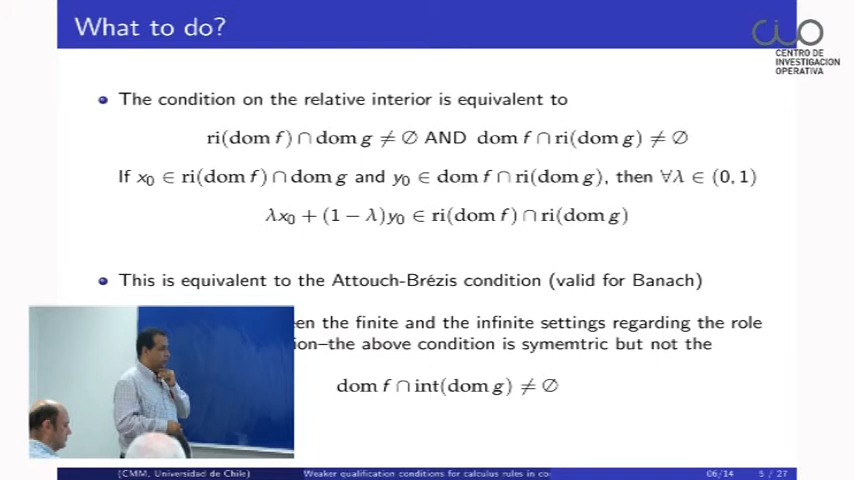 What to do?
CIO
CENTRO DE
INVESTIGACION
OPERATIVA
The condition on the relative interior is equivalent to
ri(dom f) ∩ dom g ≠ ∅ AND dom f ∩ ri(dom g) ≠ ∅
If x₀ ∈ ri(dom f) ∩ dom g and y₀ ∈ dom f ∩ ri(dom g), then ∀λ ∈ (0, 1)
λx₀ + (1 − λ)y₀ ∈ ri(dom f) ∩ ri(dom g)
This is equivalent to the Attouch-Brézis condition (valid for Banach)
the finite and the infinite settings regarding the role
the above condition is symemtric but not the
dom f ∩ int(dom g) ≠ ∅
(CMM, Universidad de Chile) Weaker qualification conditions for calculus rules in 06/14 5 / 27